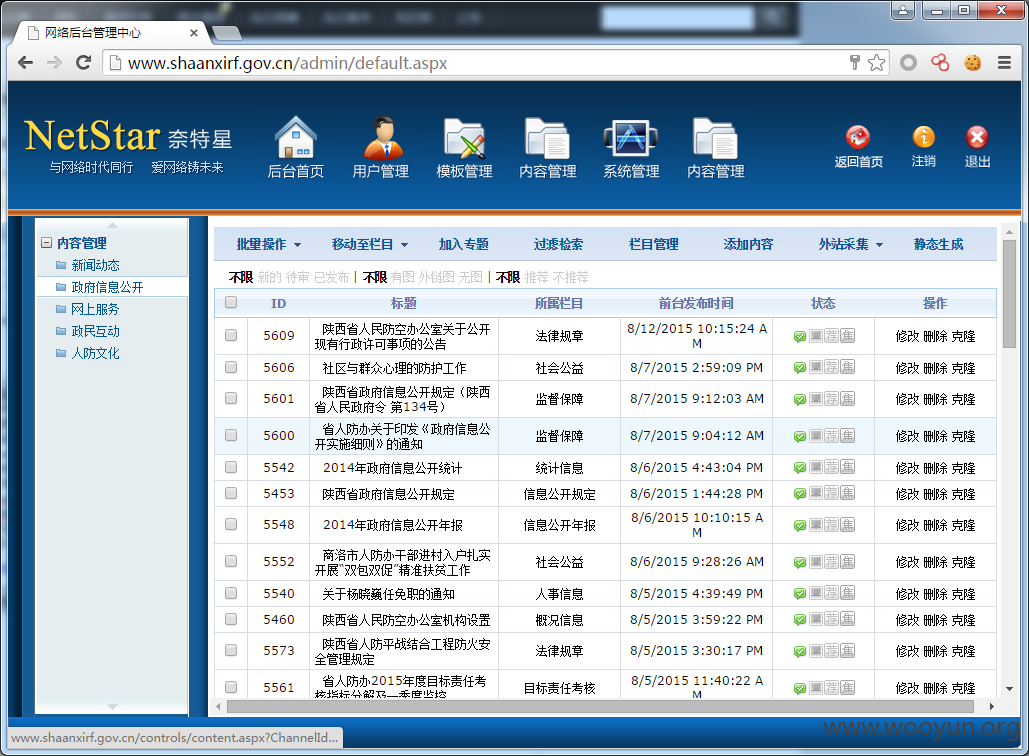 网络后台管理中心
www.shaanxirf.gov.cn/admin/default.aspx
NetStar 奈特星
与网络时代同行 爱网络铸未来
后台首页 用户管理 模板管理 内容管理 系统管理 内容管理 返回首页 注销 退出
内容管理
新闻动态
政府信息公开
网上服务
政民互动
人防文化
批量操作 移动至栏目 加入专题 过滤检索 栏目管理 添加内容 外站采集 静态生成
不限 新的 待审 已发布 | 不限 有图 外链图 无图 | 不限 推荐 不推荐
ID 标题 所属栏目 前台发布时间 状态 操作
5609 陕西省人民防空办公室关于公开 法律规章 8/12/2015 10:15:24 A 荐 焦 修改 删除 克隆
现有行政许可事项的公告 M
5606 社区与群众心理的防护工作 社会公益 8/7/2015 2:59:09 PM 荐 焦 修改 删除 克隆
5601 陕西省政府信息公开规定（陕西 监督保障 8/7/2015 9:12:03 AM 荐 焦 修改 删除 克隆
省人民政府令 第134号）
5600 省人防办关于印发《政府信息公 监督保障 8/7/2015 9:04:12 AM 荐 焦 修改 删除 克隆
开实施细则》的通知
5542 2014年政府信息公开统计 统计信息 8/6/2015 4:43:04 PM 荐 焦 修改 删除 克隆
5453 陕西省政府信息公开规定 信息公开规定 8/6/2015 1:44:28 PM 荐 焦 修改 删除 克隆
5548 2014年政府信息公开年报 信息公开年报 8/6/2015 10:10:15 A 荐 焦 修改 删除 克隆
M
5552 商洛市人防办干部进村入户扎实 社会公益 8/6/2015 9:28:26 AM 荐 焦 修改 删除 克隆
开展“双包双促”精准扶贫工作
5540 关于杨晓巍任免职的通知 人事信息 8/5/2015 4:39:49 PM 荐 焦 修改 删除 克隆
5460 陕西省人民防空办公室机构设置 概况信息 8/5/2015 3:59:22 PM 荐 焦 修改 删除 克隆
5573 陕西省人防平战结合工程防火安 法律规章 8/5/2015 3:30:17 PM 荐 焦 修改 删除 克隆
全管理规定
5561 省人防办2015年度目标责任考 目标责任考核 8/5/2015 11:40:22 A 荐 焦 修改 删除 克隆
核指标分解及一季度监控 M
www.shaanxirf.gov.cn/controls/content.aspx?ChannelId...
www.wooyun.org